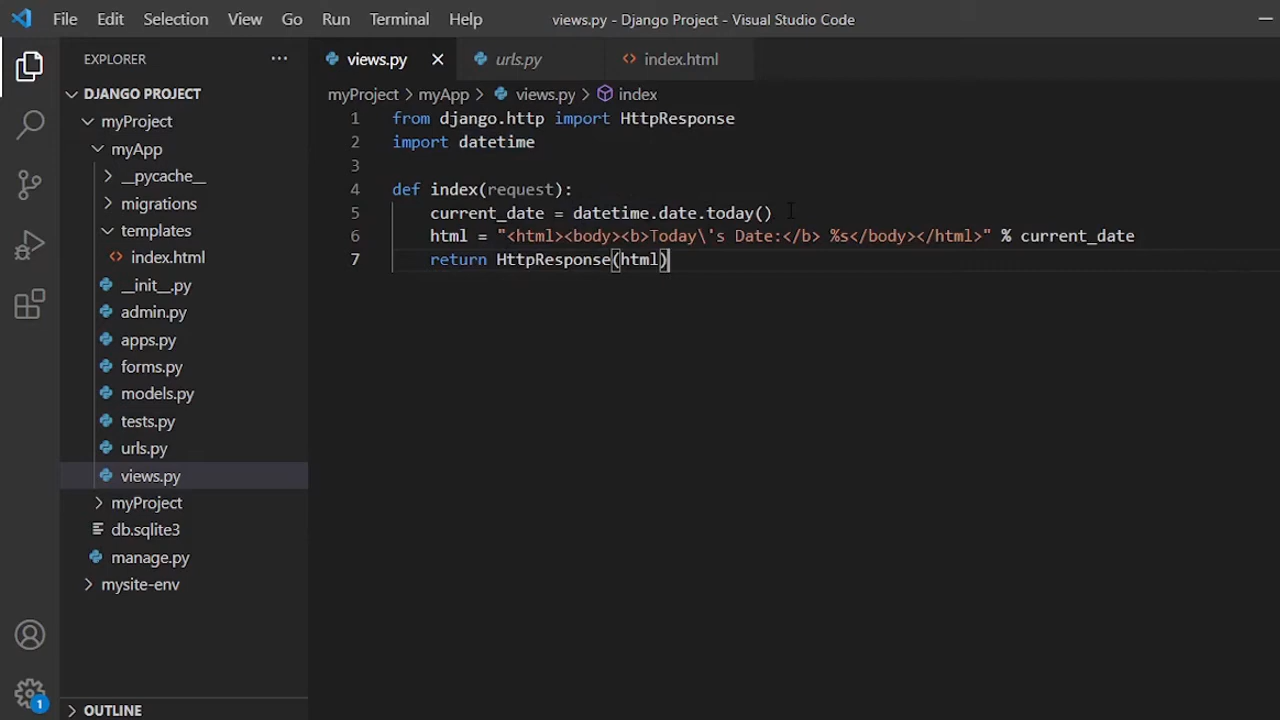 File Edit Selection View Go Run Terminal Help views.py - Django Project - Visual Studio Code
EXPLORER ···
DJANGO PROJECT
myProject
myApp
__pycache__
migrations
templates
index.html
__init__.py
admin.py
apps.py
forms.py
models.py
tests.py
urls.py
views.py
myProject
db.sqlite3
manage.py
mysite-env
OUTLINE
1
views.py urls.py index.html
myProject > myApp > views.py > index
1 from django.http import HttpResponse
2 import datetime
3
4 def index(request):
5 current_date = datetime.date.today()
6 html = "<html><body><b>Today\'s Date:</b> %s</body></html>" % current_date
7 return HttpResponse(html)